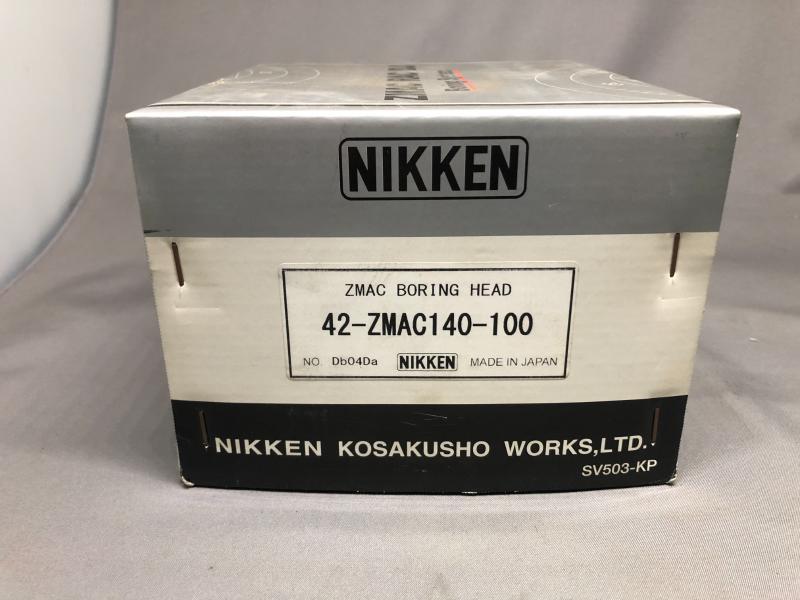 ZMAC
NIKKEN
ZMAC BORING HEAD
42-ZMAC140-100
NO. Db04Da NIKKEN MADE IN JAPAN
NIKKEN KOSAKUSHO WORKS,LTD.
SV503-KP